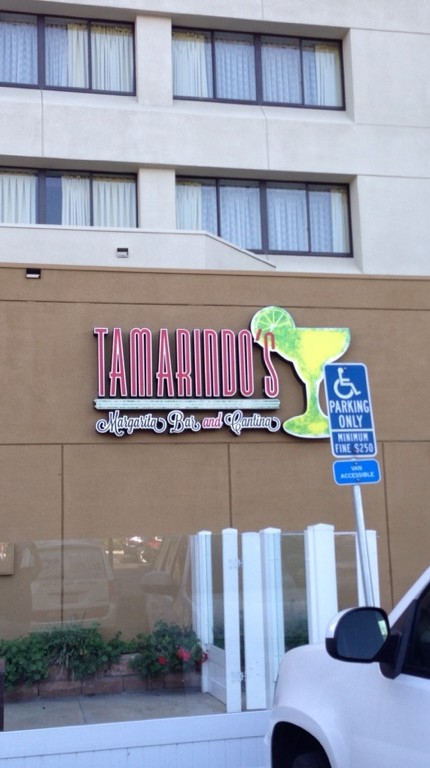 TAMARINDO'S
Margarita Bar and Cantina
PARKING
ONLY
MINIMUM
FINE $250
VAN
ACCESSIBLE